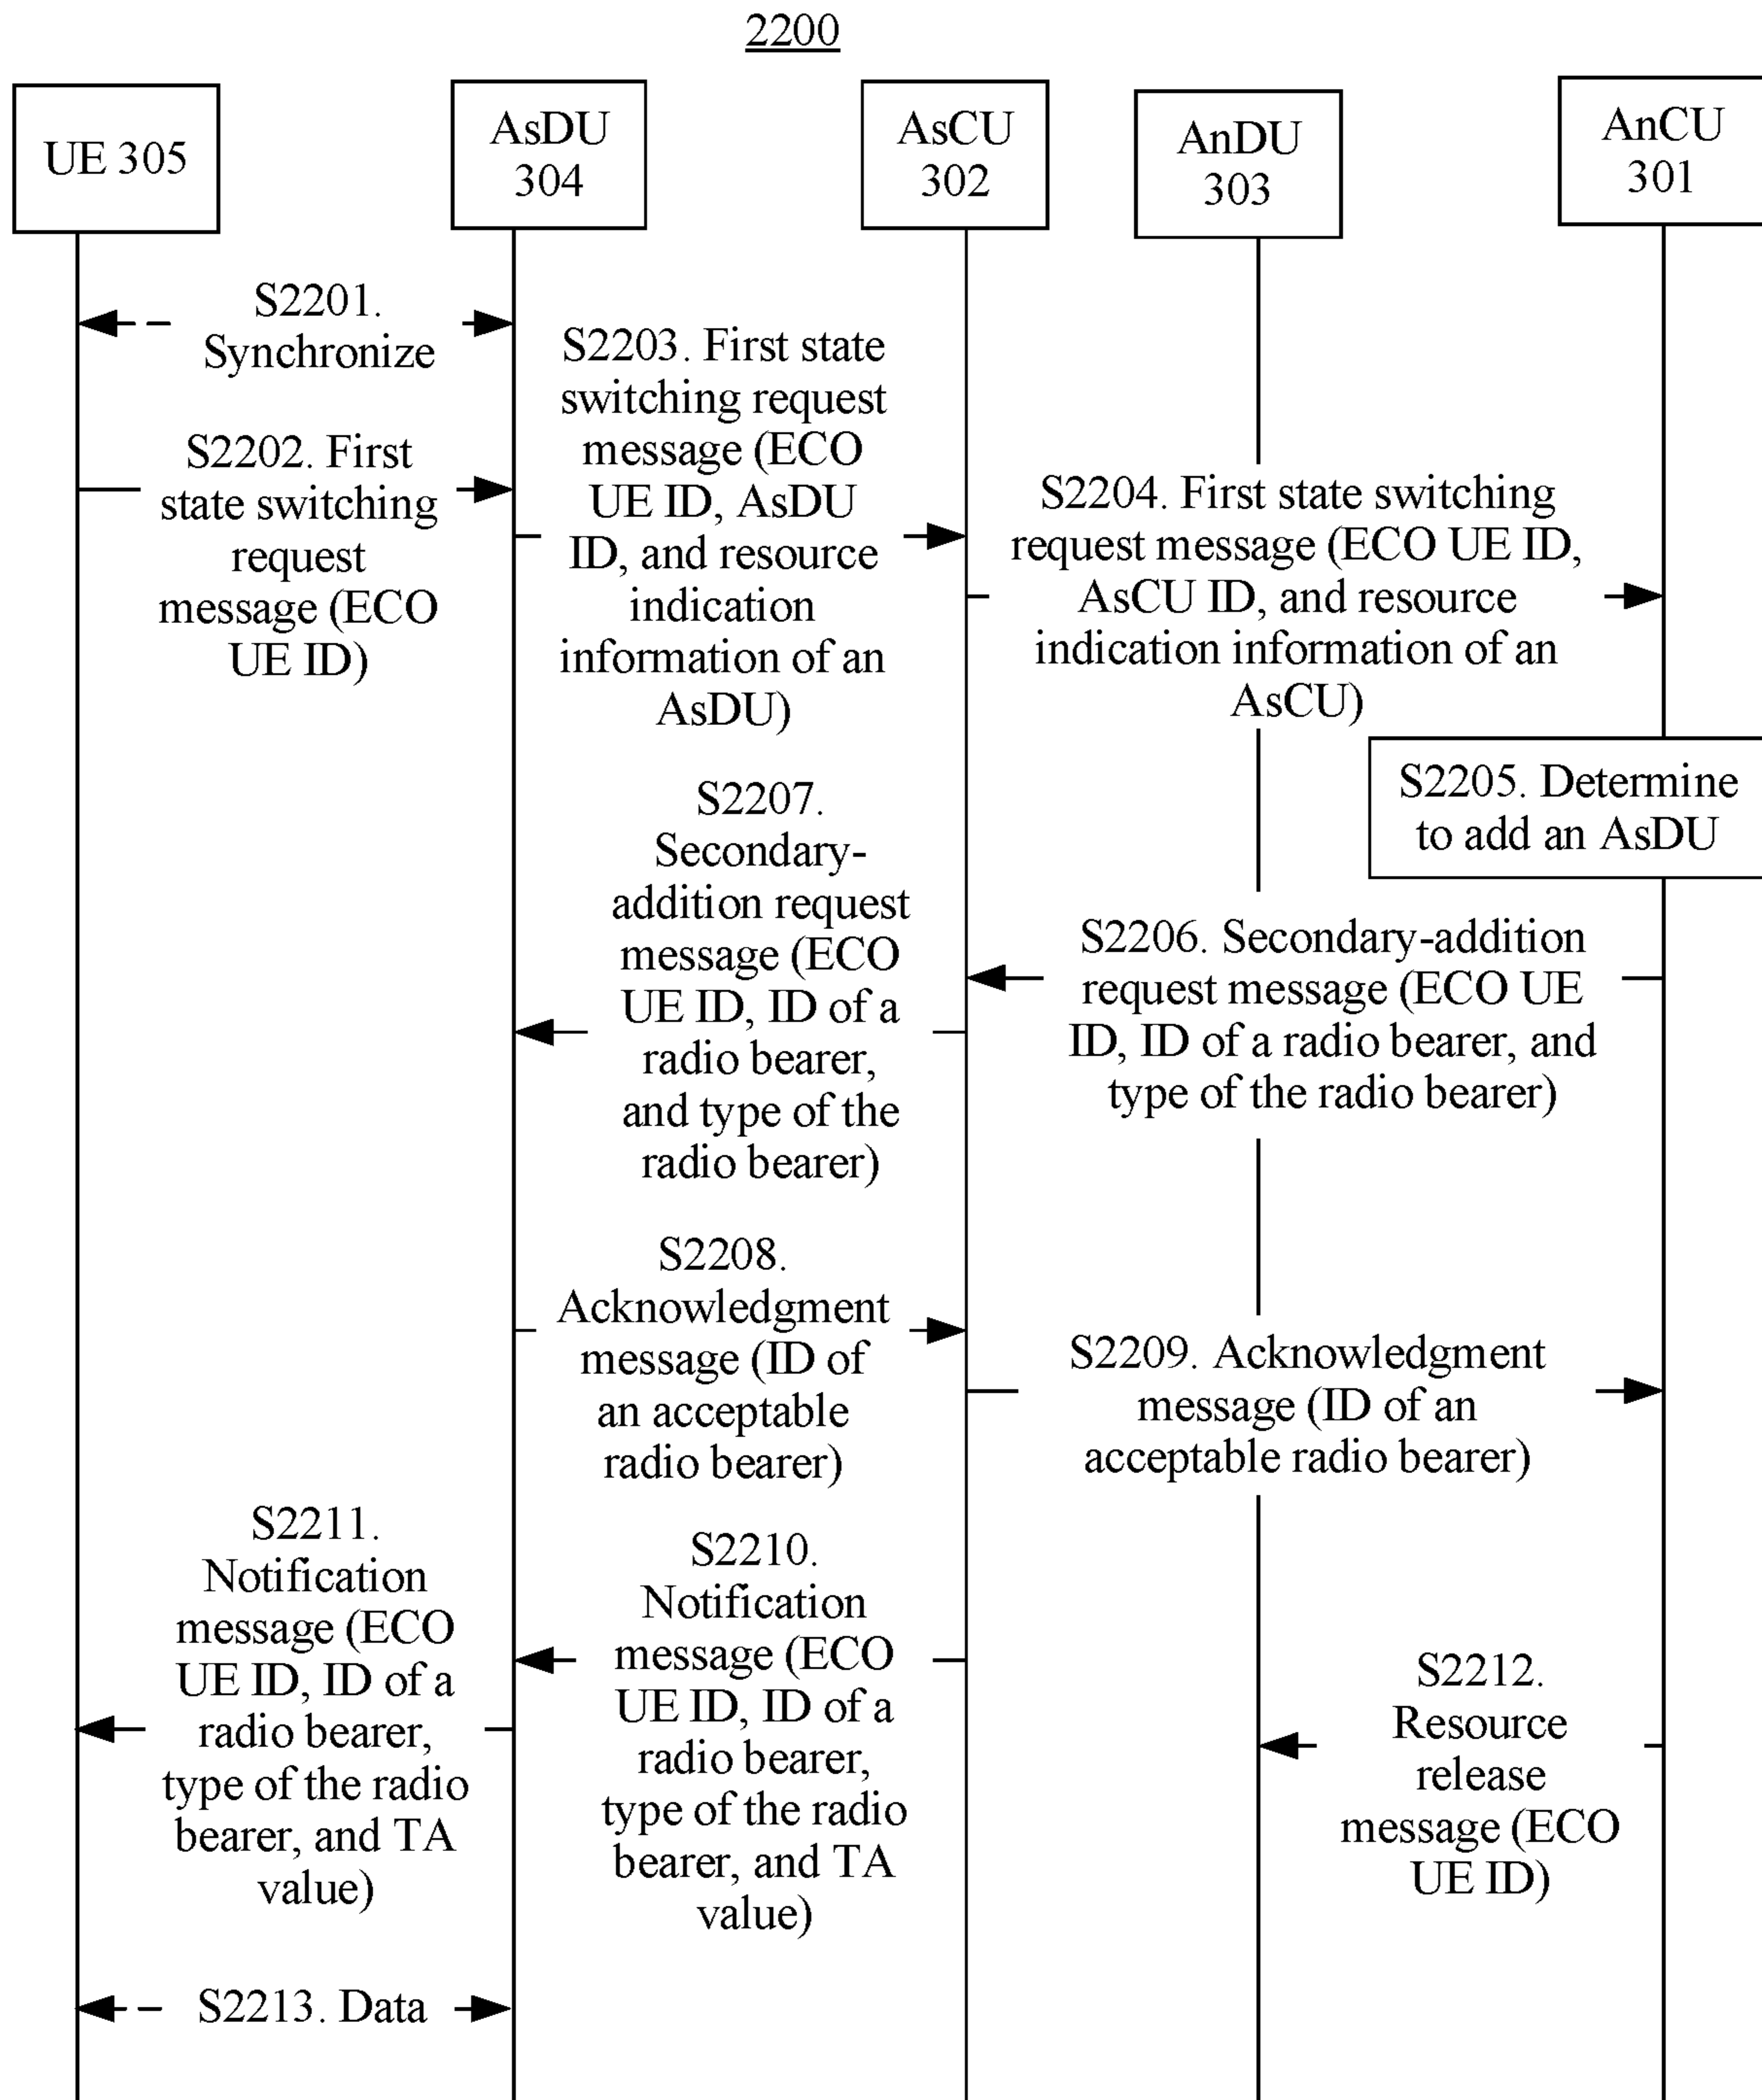 2200
UE 305
AsDU
304
AsCU
302
AnDU
303
AnCU
301
S2201.
Synchronize
S2202. First
state switching
request
message (ECO
UE ID)
S2203. First state
switching request
message (ECO
UE ID, AsDU
ID, and resource
indication
information of an
AsDU)
S2204. First state switching
request message (ECO UE ID,
AsCU ID, and resource
indication information of an
AsCU)
S2205. Determine
to add an AsDU
S2206. Secondary-addition
request message (ECO UE
ID, ID of a radio bearer, and
type of the radio bearer)
S2207.
Secondary-
addition request
message (ECO
UE ID, ID of a
radio bearer,
and type of the
radio bearer)
S2208.
Acknowledgment
message (ID of
an acceptable
radio bearer)
S2209. Acknowledgment
message (ID of an
acceptable radio bearer)
S2210.
Notification
message (ECO
UE ID, ID of a
radio bearer,
type of the radio
bearer, and TA
value)
S2211.
Notification
message (ECO
UE ID, ID of a
radio bearer,
type of the radio
bearer, and TA
value)
S2212.
Resource
release
message (ECO
UE ID)
S2213. Data